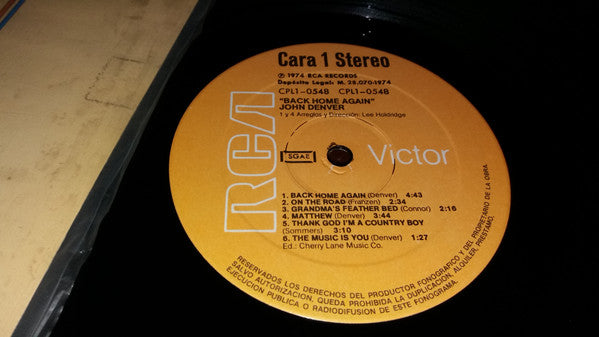 Cara 1 Stereo
℗ 1974 RCA RECORDS
Depósito Legal: M. 28.070-1974
CPL1-0548 CPL1-0548
"BACK HOME AGAIN"
JOHN DENVER
1 y 4 Arreglos y Dirección: Lee Holdridge
RCA
SGAE
Victor
1. BACK HOME AGAIN (Denver) 4:43
2. ON THE ROAD (Frahzen) 2:34
3. GRANDMA'S FEATHER BED (Connor) 2:16
4. MATTHEW (Denver) 3:44
5. THANK GOD I'M A COUNTRY BOY
(Sommers) 3:10
6. THE MUSIC IS YOU (Denver) 1:27
Ed.: Cherry Lane Music Co.
RESERVADOS LOS DERECHOS DEL PRODUCTOR FONOGRAFICO Y DEL PROPIETARIO DE LA OBRA
SALVO AUTORIZACION, QUEDA PROHIBIDA LA DUPLICACION, ALQUILER, PRESTAMO,
EJECUCION PUBLICA O RADIODIFUSION DE ESTE FONOGRAMA.